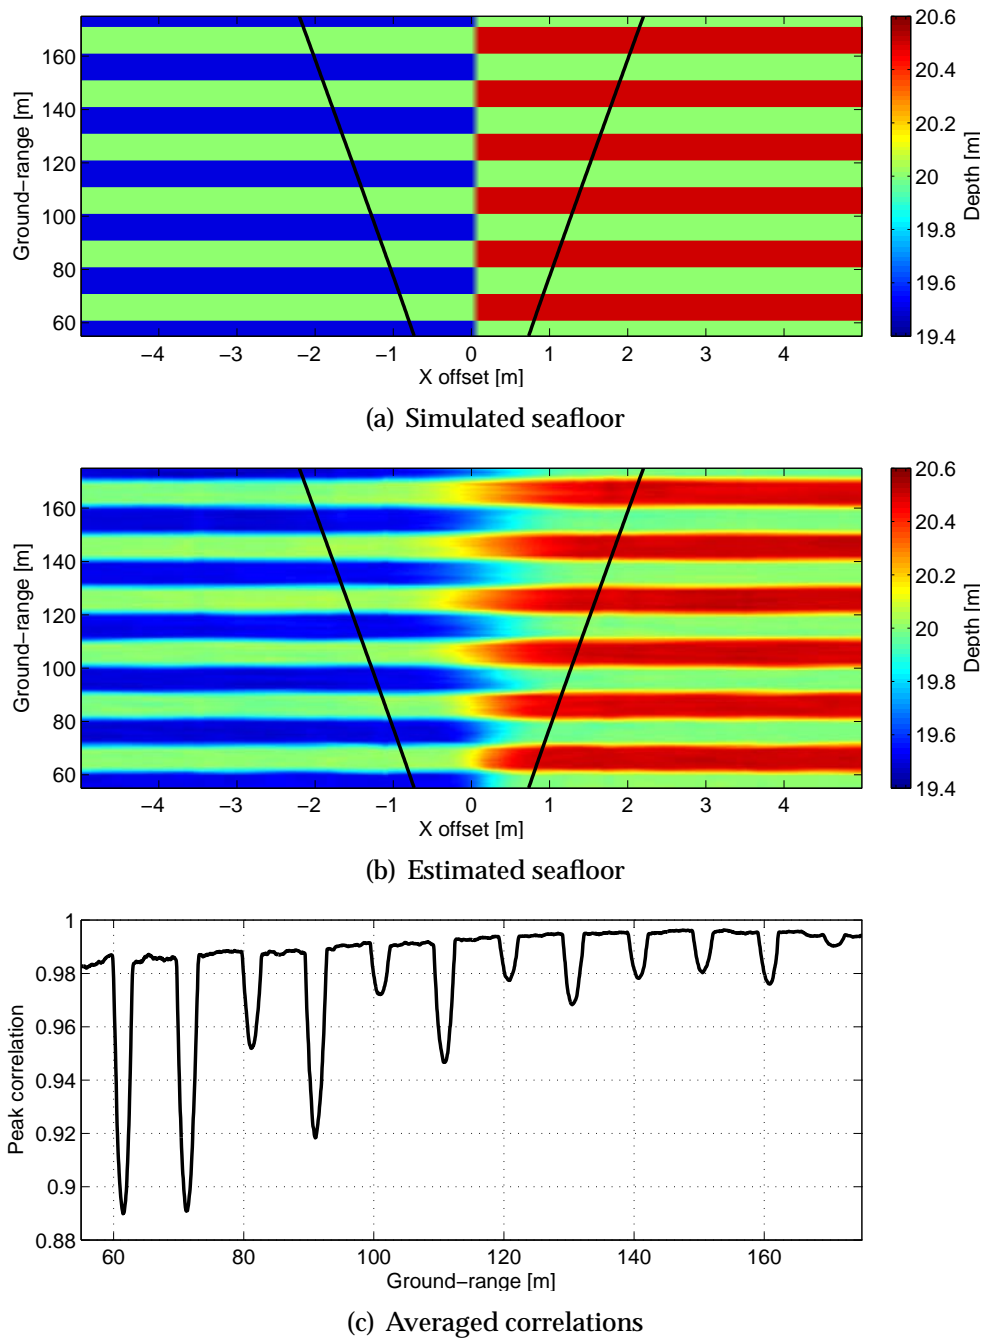 160
140
120
100
80
60
Ground−range [m]
−4 −3 −2 −1 0 1 2 3 4
X offset [m]
20.6
20.4
20.2
20
19.8
19.6
19.4
Depth [m]
(a) Simulated seafloor
160
140
120
100
80
60
Ground−range [m]
−4 −3 −2 −1 0 1 2 3 4
X offset [m]
20.6
20.4
20.2
20
19.8
19.6
19.4
Depth [m]
(b) Estimated seafloor
1
0.98
0.96
0.94
0.92
0.9
0.88
Peak correlation
60 80 100 120 140 160
Ground−range [m]
(c) Averaged correlations